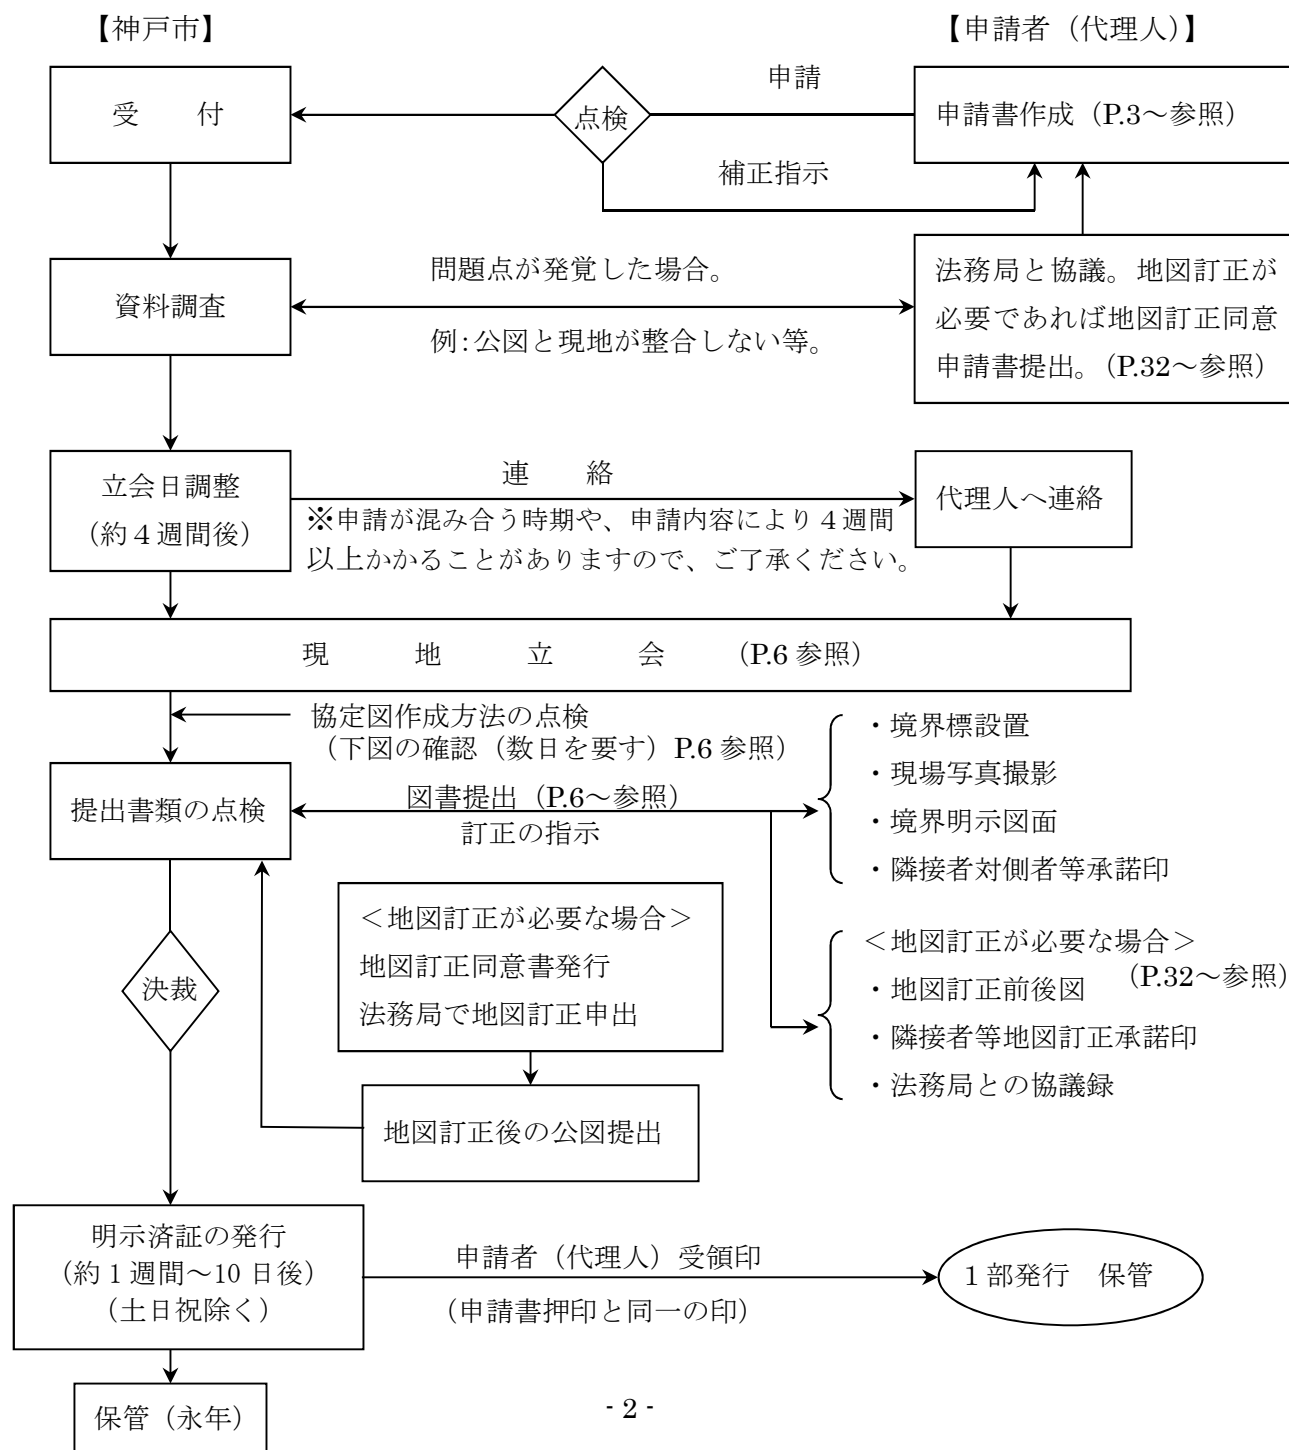 【神戸市】
【申請者（代理人）】
受　　付
点検
申請
申請書作成（P.3～参照）
補正指示
資料調査
問題点が発覚した場合。
例:公図と現地が整合しない等。
法務局と協議。地図訂正が
必要であれば地図訂正同意
申請書提出。（P.32～参照）
立会日調整
（約４週間後）
連　　絡
※申請が混み合う時期や、申請内容により４週間
以上かかることがありますので、ご了承ください。
代理人へ連絡
現　　　地　　　立　　　会　　（P.6 参照）
協定図作成方法の点検
（下図の確認（数日を要す）P.6 参照）
提出書類の点検
図書提出（P.6～参照）
訂正の指示
・境界標設置
・現場写真撮影
・境界明示図面
・隣接者対側者等承諾印
＜地図訂正が必要な場合＞
地図訂正同意書発行
法務局で地図訂正申出
＜地図訂正が必要な場合＞
（P.32～参照）
・地図訂正前後図
・隣接者等地図訂正承諾印
・法務局との協議録
決裁
地図訂正後の公図提出
明示済証の発行
（約１週間～10 日後）
（土日祝除く）
申請者（代理人）受領印
（申請書押印と同一の印）
１部発行　保管
保管（永年）
- 2 -